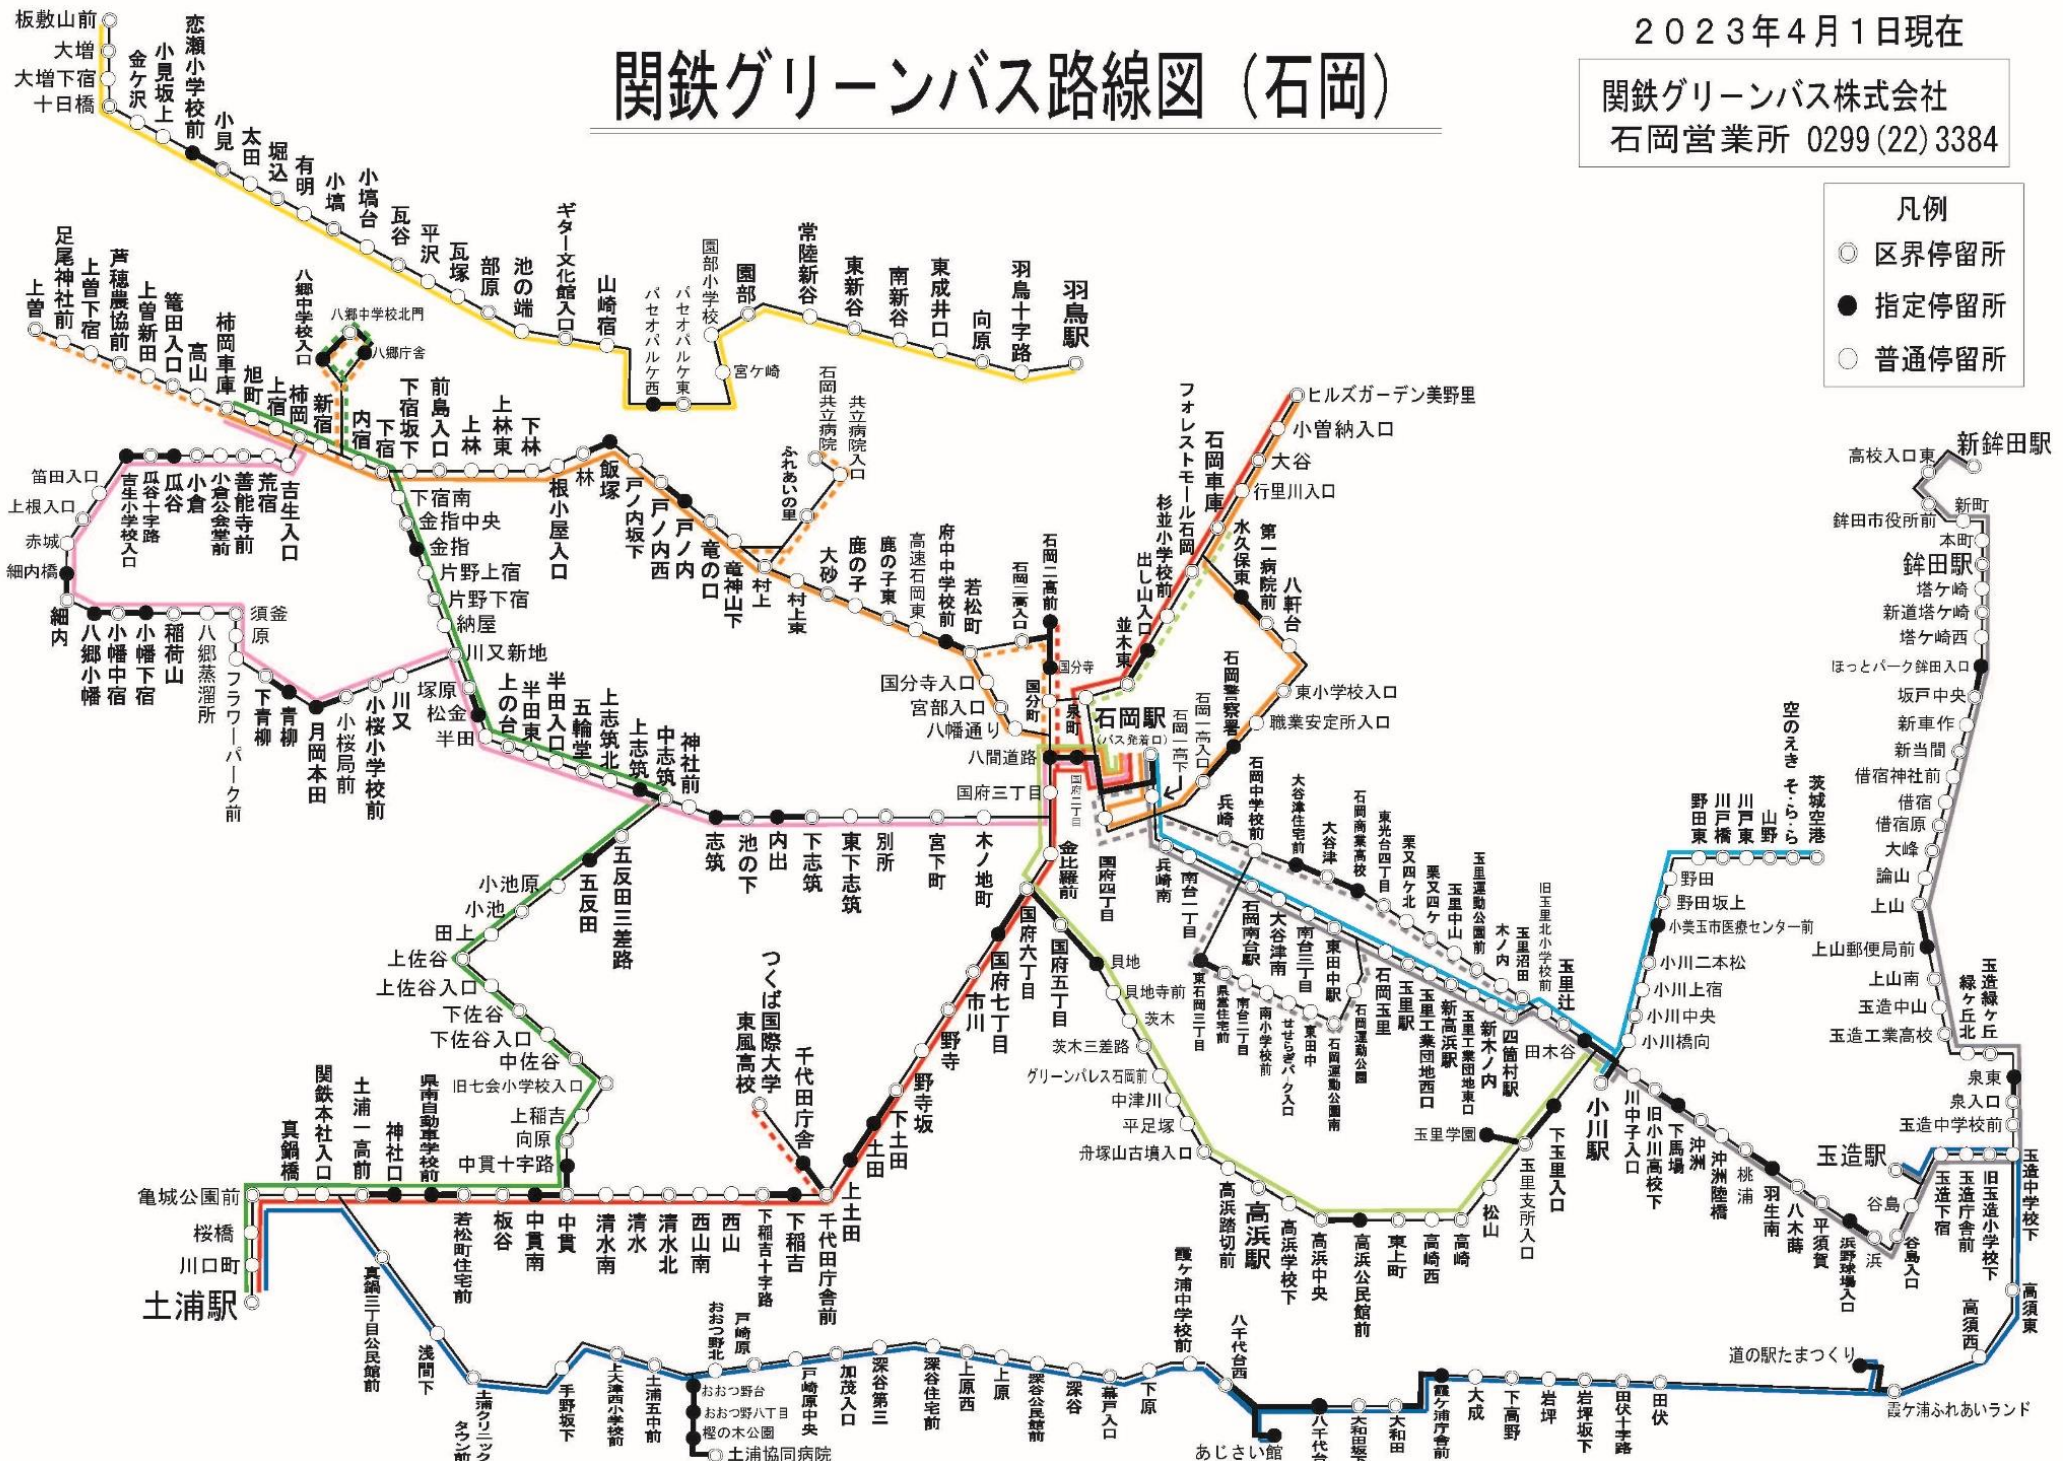 関鉄グリーンバス路線図（石岡）
２０２３年４月１日現在
関鉄グリーンバス株式会社
石岡営業所 0299(22)3384
凡例
区界停留所
指定停留所
普通停留所
板敷山前
大増
大増下宿
十日橋
金ケ沢
小見坂上
恋瀬小学校前
小見
太田
堀込
有明
小塙
小塙台
瓦谷
平沢
瓦塚
部原
池の端
ギター文化館入口
山崎宿
パセオパルケ西
パセオパルケ東
園部小学校
宮ケ崎
園部
常陸新谷
東新谷
南新谷
東成井口
向原
羽鳥十字路
羽鳥駅
上曽
足尾神社前
上曽下宿
芦穂農協前
上曽新田
篭田入口
高山
柿岡車庫
旭町
上宿
柿岡
新宿
八郷中学校入口
八郷中学校北門
八郷庁舎
内宿
下宿
下宿坂下
前島入口
上林
上林東
下林
根小屋入口
林
飯塚
戸ノ内坂下
戸ノ内西
戸ノ内
竜の口
竜神山下
村上
村上東
ふれあいの里
石岡共立病院
共立病院入口
大砂
鹿の子
鹿の子東
高速石岡東
府中中学校前
若松町
石岡二高入口
石岡二高前
国分寺
国分町
国分寺入口
宮部入口
八幡通り
八間道路
国府三丁目
国府二丁目
泉町
石岡駅
(バス発着口)
並木東
出し山入口
杉並小学校前
フォレストモール石岡
石岡車庫
ヒルズガーデン美野里
小曽納入口
大谷
行里川入口
水久保東
第一病院前
八軒台
東小学校入口
職業安定所入口
石岡警察署
石岡一高入口
石岡一高下
笛田入口
上根入口
赤城
細内橋
細内
吉生小学校入口
瓜谷十字路
瓜谷
小倉
小倉公会堂前
善能寺前
荒宿
吉生入口
八郷小幡
小幡中宿
小幡下宿
稲荷山
八郷蒸溜所
須釜
原
フラワーパーク前
下青柳
青柳
月岡本田
小桜局前
小桜小学校前
川又
川又新地
下宿南
金指中央
金指
片野上宿
片野下宿
納屋
塚原
松金
半田
上の台
半田東
半田入口
五輪堂
上志筑北
上志筑
中志筑
神社前
志筑
池の下
内出
下志筑
東下志筑
別所
宮下町
木ノ地町
金比羅前
国府四丁目
五反田三差路
五反田
小池原
小池
田上
上佐谷
上佐谷入口
下佐谷
下佐谷入口
中佐谷
旧七会小学校入口
上稲吉
向原
中貫十字路
亀城公園前
桜橋
川口町
土浦駅
真鍋橋
関鉄本社入口
土浦一高前
神社口
県南自動車学校前
若松町住宅前
板谷
中貫南
中貫
清水南
清水
清水北
西山南
西山
下稲吉十字路
下稲吉
千代田庁舎前
上土田
千代田庁舎
つくば国際大学
東風高校
土田
下土田
野寺坂
野寺
市川
国府七丁目
国府六丁目
国府五丁目
貝地
貝地寺前
茨木
茨木三差路
グリーンパレス石岡前
中津川
平足塚
舟塚山古墳入口
高浜踏切前
高浜駅
高浜学校下
高浜中央
高浜公民館前
東上町
高崎西
高崎
松山
玉里支所入口
玉里学園
下玉里入口
田木谷
小川駅
兵崎
石岡中学校前
大谷津住宅前
大谷津
石岡商業高校
東光台四丁目
栗又四ケ北
栗又四ケ
玉里中山
玉里運動公園前
木ノ内
玉里沼田
旧玉里北小学校前
玉里辻
兵崎南
南台一丁目
石岡南台駅
大谷津南
南台三丁目
東田中駅
石岡玉里
玉里駅
玉里工業団地西口
新高浜駅
玉里工業団地東口
新木ノ内
四箇村駅
東石岡三丁目
県営住宅前
南台二丁目
南小学校前
せせらぎパーク入口
東田中
石岡運動公園南
石岡運動公園
野田東
川戸橋
川戸東
山野
空のえき そ・ら・ら
茨城空港
野田
野田坂上
小美玉市医療センター前
小川二本松
小川上宿
小川中央
小川橋向
川中子入口
旧小川高校下
下馬場
沖洲
沖洲陸橋
桃浦
羽生南
八木蒔
平須賀
浜野球場入口
浜
谷島入口
谷島
玉造駅
玉造下宿
玉造庁舎前
旧玉造小学校下
玉造中学校下
玉造中学校前
泉入口
泉東
玉造緑ヶ丘
緑ヶ丘北
玉造工業高校
玉造中山
上山南
上山郵便局前
上山
論山
大峰
借宿原
借宿
借宿神社前
新当間
新車作
坂戸中央
ほっとパーク鉾田入口
塔ケ崎西
新道塔ケ崎
塔ケ崎
鉾田駅
本町
新町
鉾田市役所前
高校入口東
新鉾田駅
真鍋三丁目公民館前
浅間下
土浦クリニック
タウン前
手野坂下
上大津西小学校前
土浦五中前
おおつ野北
おおつ野台
おおつ野八丁目
樫の木公園
土浦協同病院
戸崎原
戸崎原中央
加茂入口
深谷第三
深谷住宅前
上原西
上原
深谷公民館前
深谷
幕戸入口
下原
霞ヶ浦中学校前
八千代台西
あじさい館
八千代台
大和田坂下
大和田
霞ヶ浦庁舎前
大成
下高野
岩坪
岩坪坂下
田伏十字路
田伏
道の駅たまつくり
霞ヶ浦ふれあいランド
高須西
高須東